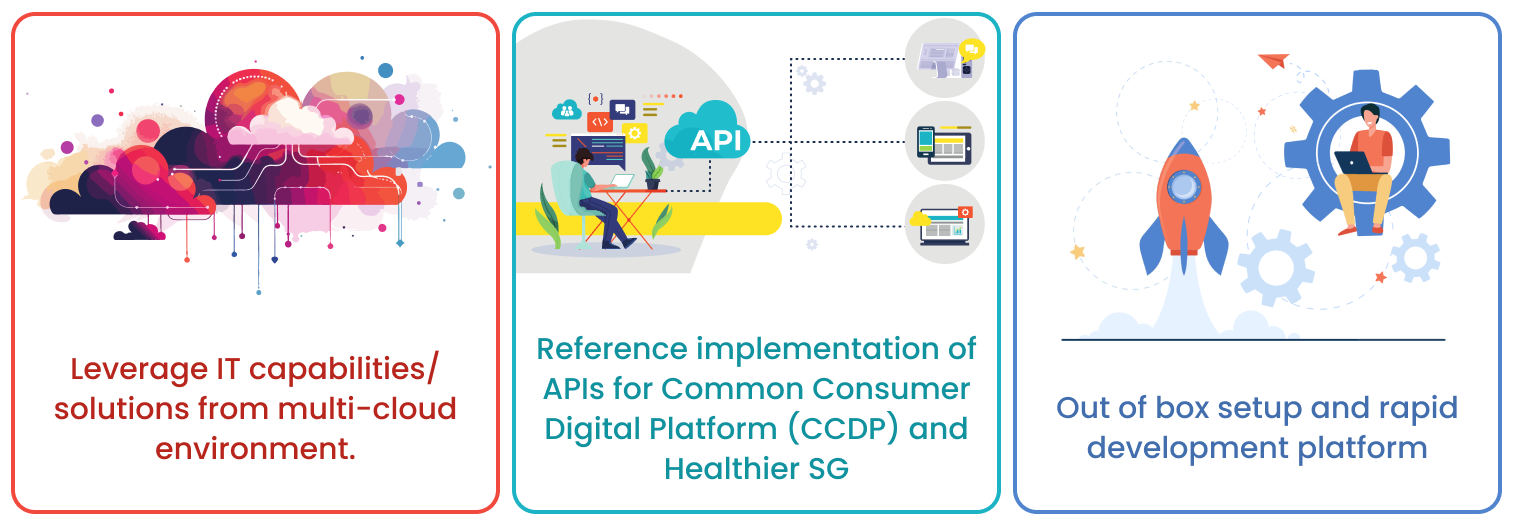 Leverage IT capabilities/
solutions from multi-cloud
environment.
API
Reference implementation of
APIs for Common Consumer
Digital Platform (CCDP) and
Healthier SG
Out of box setup and rapid
development platform